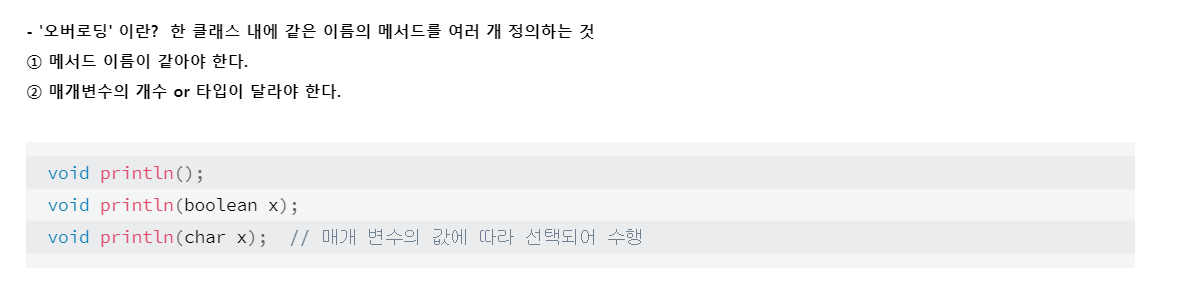 - '오버로딩' 이란?  한 클래스 내에 같은 이름의 메서드를 여러 개 정의하는 것
① 메서드 이름이 같아야 한다.
② 매개변수의 개수 or 타입이 달라야 한다.
void println();
void println(boolean x);
void println(char x);  // 매개 변수의 값에 따라 선택되어 수행